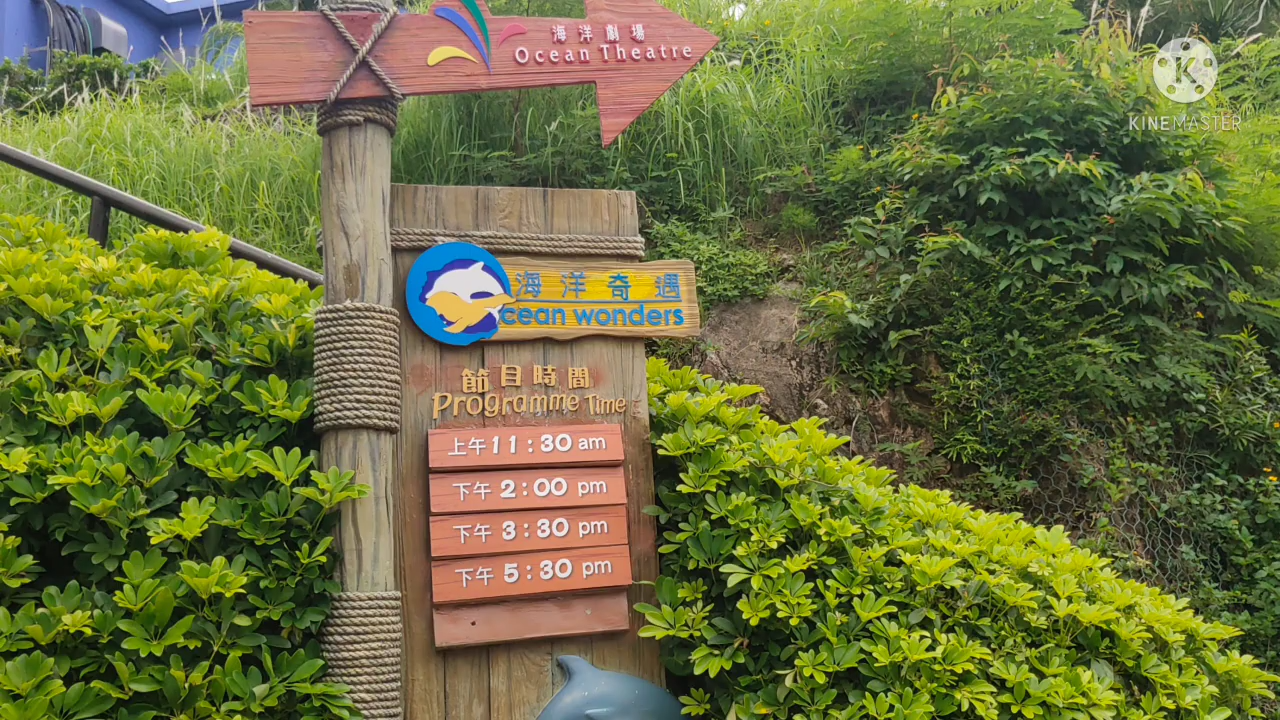 海洋劇場
Ocean Theatre
KINEMASTER
海洋奇遇
ocean wonders
節目時間
Programme Time
上午 11:30 am
下午 2:00 pm
下午 3:30 pm
下午 5:30 pm